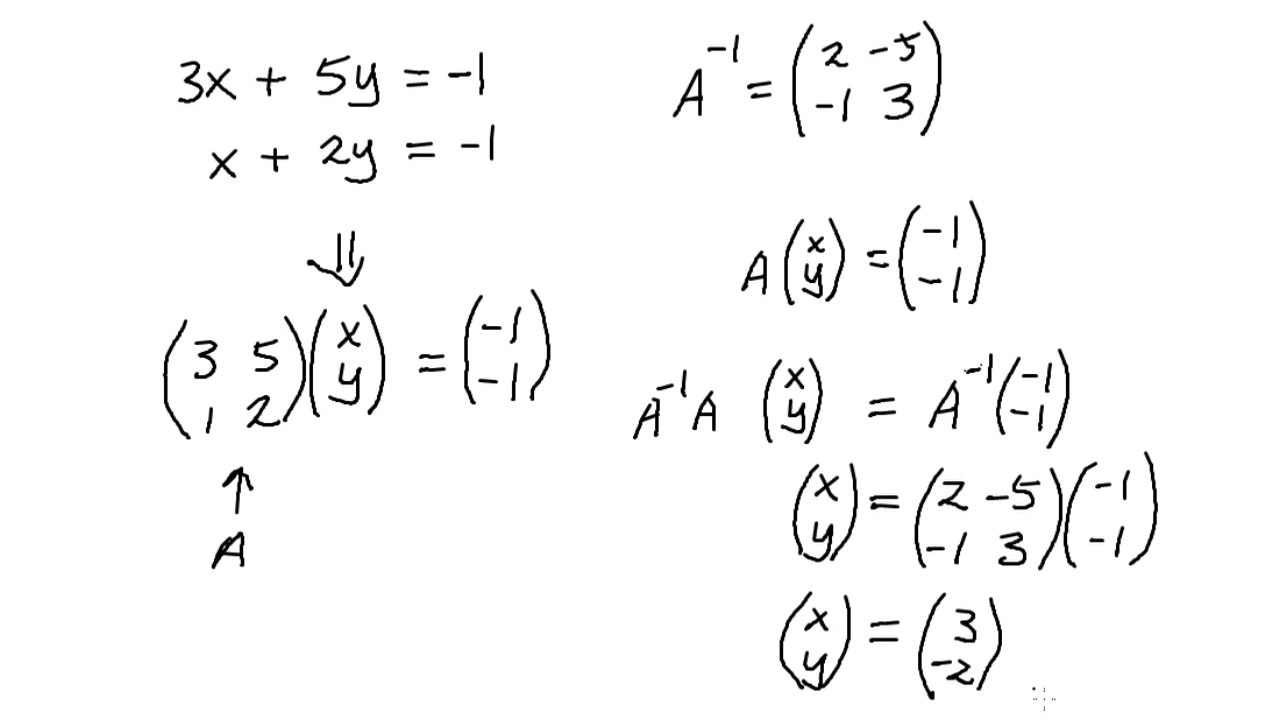 3x + 5y = -1
x + 2y = -1
⇓
(3 5) (x) = (-1)
(1 2) (y)   (-1)
↑
A
A⁻¹ = (2 -5)
      (-1 3)
A (x) = (-1)
  (y)   (-1)
A⁻¹A (x) = A⁻¹ (-1)
     (y)       (-1)
(x) = (2 -5) (-1)
(y)   (-1 3) (-1)
(x) = (3)
(y)   (-2)